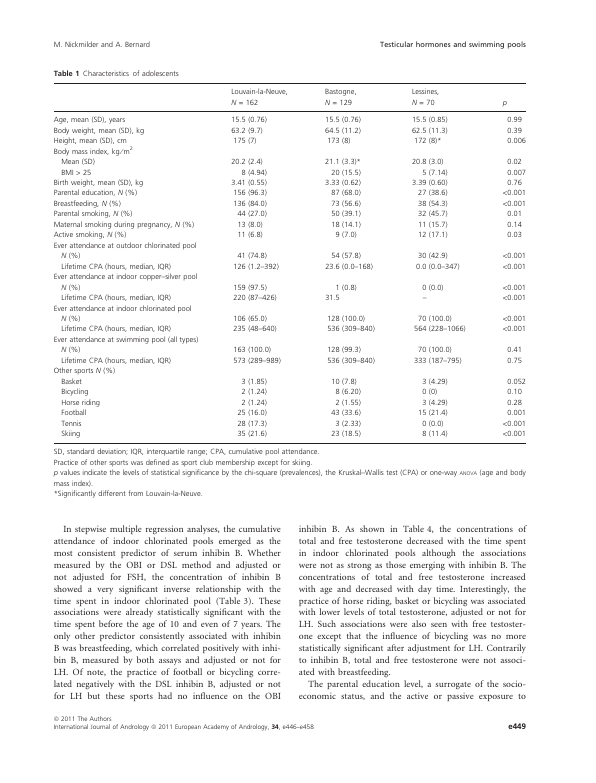 M. Nickmilder and A. Bernard
Testicular hormones and swimming pools
Table 1 Characteristics of adolescents
Louvain-la-Neuve, N = 162 Bastogne, N = 129 Lessines, N = 70 p
Age, mean (SD), years 15.5 (0.76) 15.5 (0.76) 15.5 (0.85) 0.99
Body weight, mean (SD), kg 63.2 (9.7) 64.5 (11.2) 62.5 (11.3) 0.39
Height, mean (SD), cm 175 (7) 173 (8) 172 (8)* 0.006
Body mass index, kg/m2
Mean (SD) 20.2 (2.4) 21.1 (3.3)* 20.8 (3.0) 0.02
BMI > 25 8 (4.94) 20 (15.5) 5 (7.14) 0.007
Birth weight, mean (SD), kg 3.41 (0.55) 3.33 (0.62) 3.39 (0.60) 0.76
Parental education, N (%) 156 (96.3) 87 (68.0) 27 (38.6) <0.001
Breastfeeding, N (%) 136 (84.0) 73 (56.6) 38 (54.3) <0.001
Parental smoking, N (%) 44 (27.0) 50 (39.1) 32 (45.7) 0.01
Maternal smoking during pregnancy, N (%) 13 (8.0) 18 (14.1) 11 (15.7) 0.14
Active smoking, N (%) 11 (6.8) 9 (7.0) 12 (17.1) 0.03
Ever attendance at outdoor chlorinated pool
N (%) 41 (74.8) 54 (57.8) 30 (42.9) <0.001
Lifetime CPA (hours, median, IQR) 126 (1.2–392) 23.6 (0.0–168) 0.0 (0.0–347) <0.001
Ever attendance at indoor copper–silver pool
N (%) 159 (97.5) 1 (0.8) 0 (0.0) <0.001
Lifetime CPA (hours, median, IQR) 220 (87–426) 31.5 – <0.001
Ever attendance at indoor chlorinated pool
N (%) 106 (65.0) 128 (100.0) 70 (100.0) <0.001
Lifetime CPA (hours, median, IQR) 235 (48–640) 536 (309–840) 564 (228–1066) <0.001
Ever attendance at swimming pool (all types)
N (%) 163 (100.0) 128 (99.3) 70 (100.0) 0.41
Lifetime CPA (hours, median, IQR) 573 (289–989) 536 (309–840) 333 (187–795) 0.75
Other sports N (%)
Basket 3 (1.85) 10 (7.8) 3 (4.29) 0.052
Bicycling 2 (1.24) 8 (6.20) 0 (0) 0.10
Horse riding 2 (1.24) 2 (1.55) 3 (4.29) 0.28
Football 25 (16.0) 43 (33.6) 15 (21.4) 0.001
Tennis 28 (17.3) 3 (2.33) 0 (0.0) <0.001
Skiing 35 (21.6) 23 (18.5) 8 (11.4) <0.001
SD, standard deviation; IQR, interquartile range; CPA, cumulative pool attendance.
Practice of other sports was defined as sport club membership except for skiing.
p values indicate the levels of statistical significance by the chi-square (prevalences), the Kruskal–Wallis test (CPA) or one-way ANOVA (age and body
mass index).
*Significantly different from Louvain-la-Neuve.
In stepwise multiple regression analyses, the cumulative
attendance of indoor chlorinated pools emerged as the
most consistent predictor of serum inhibin B. Whether
measured by the OBI or DSL method and adjusted or
not adjusted for FSH, the concentration of inhibin B
showed a very significant inverse relationship with the
time spent in indoor chlorinated pool (Table 3). These
associations were already statistically significant with the
time spent before the age of 10 and even of 7 years. The
only other predictor consistently associated with inhibin
B was breastfeeding, which correlated positively with inhi-
bin B, measured by both assays and adjusted or not for
LH. Of note, the practice of football or bicycling corre-
lated negatively with the DSL inhibin B, adjusted or not
for LH but these sports had no influence on the OBI
inhibin B. As shown in Table 4, the concentrations of
total and free testosterone decreased with the time spent
in indoor chlorinated pools although the associations
were not as strong as those emerging with inhibin B. The
concentrations of total and free testosterone increased
with age and decreased with day time. Interestingly, the
practice of horse riding, basket or bicycling was associated
with lower levels of total testosterone, adjusted or not for
LH. Such associations were also seen with free testoster-
one except that the influence of bicycling was no more
statistically significant after adjustment for LH. Contrarily
to inhibin B, total and free testosterone were not associ-
ated with breastfeeding.
The parental education level, a surrogate of the socio-
economic status, and the active or passive exposure to
© 2011 The Authors
International Journal of Andrology © 2011 European Academy of Andrology, 34, e446–e458
e449